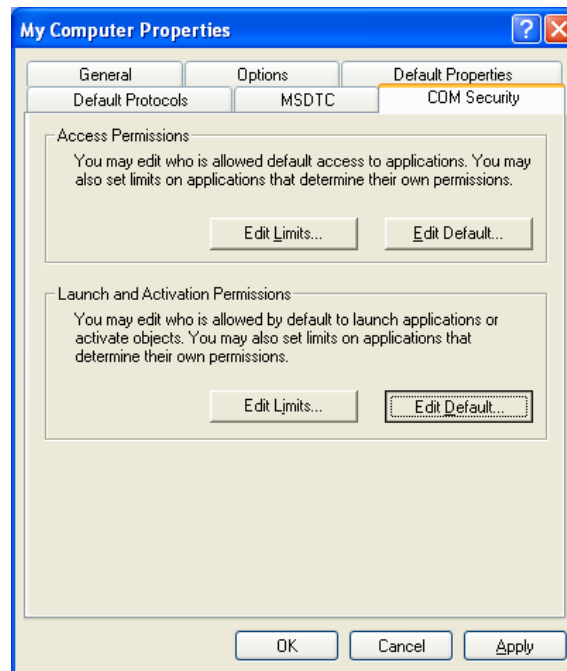 My Computer Properties
General Options Default Properties
Default Protocols MSDTC COM Security
Access Permissions
You may edit who is allowed default access to applications. You may
also set limits on applications that determine their own permissions.
Edit Limits... Edit Default...
Launch and Activation Permissions
You may edit who is allowed by default to launch applications or
activate objects. You may also set limits on applications that
determine their own permissions.
Edit Limits... Edit Default...
OK Cancel Apply